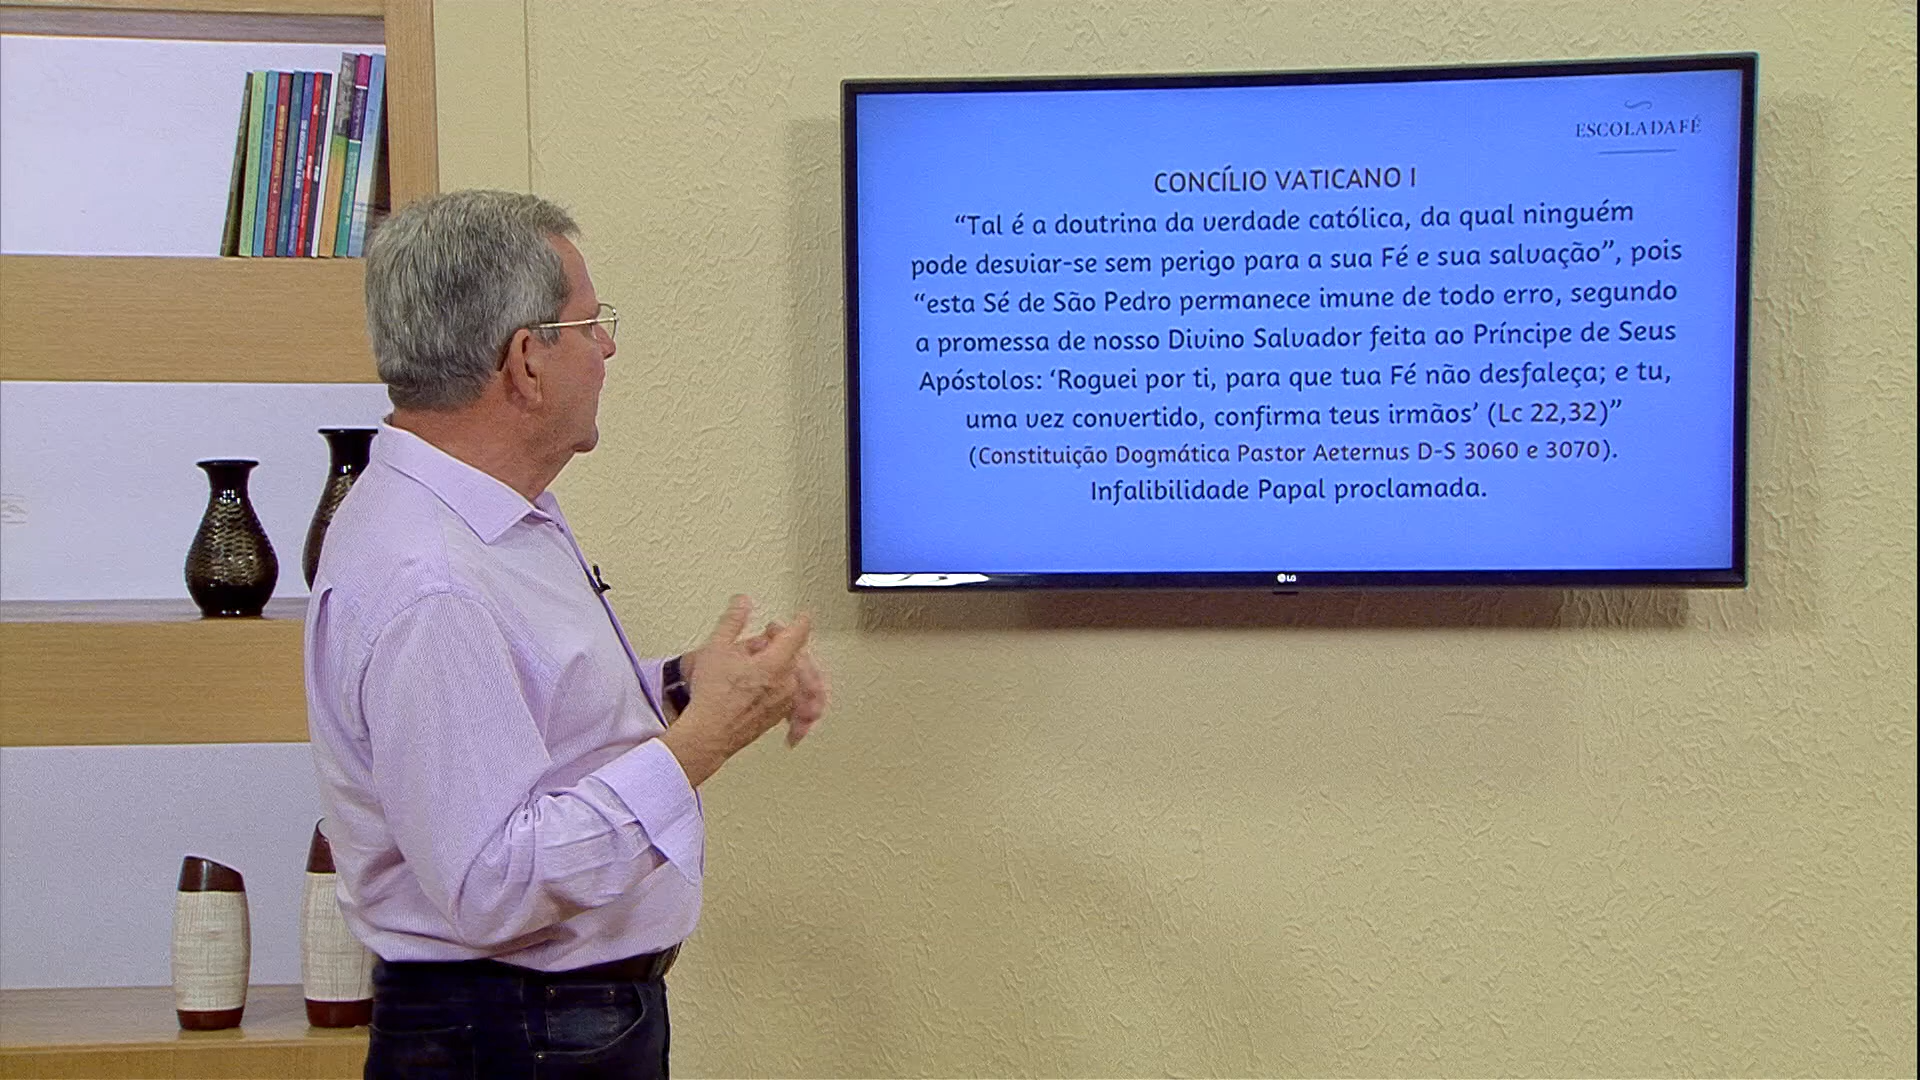 ESCOLADAFÉ
CONCÍLIO VATICANO I
“Tal é a doutrina da verdade católica, da qual ninguém
pode desviar-se sem perigo para a sua Fé e sua salvação”, pois
“esta Sé de São Pedro permanece imune de todo erro, segundo
a promessa de nosso Divino Salvador feita ao Príncipe de Seus
Apóstolos: ‘Roguei por ti, para que tua Fé não desfaleça; e tu,
uma vez convertido, confirma teus irmãos’ (Lc 22,32)”
(Constituição Dogmática Pastor Aeternus D-S 3060 e 3070).
Infalibilidade Papal proclamada.
LG